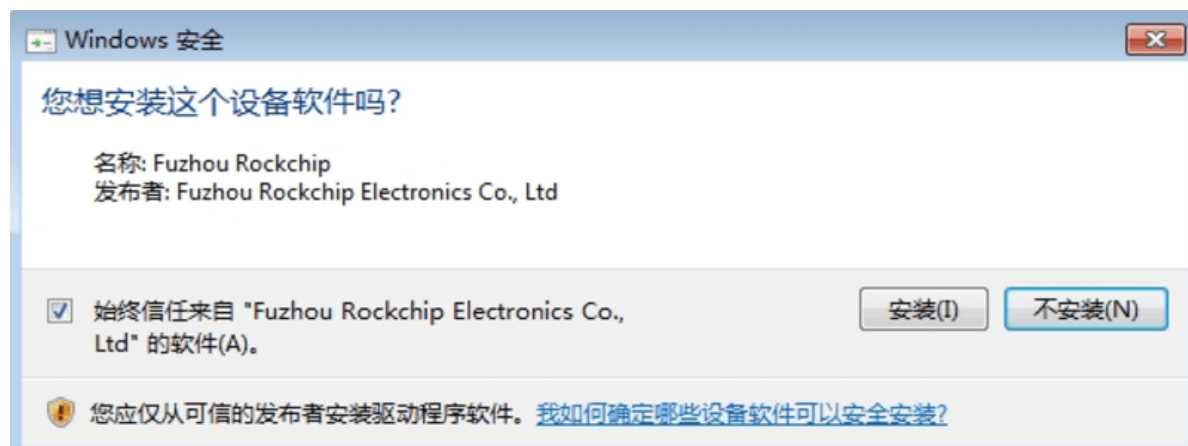 Windows 安全
您想安装这个设备软件吗?
名称: Fuzhou Rockchip
发布者: Fuzhou Rockchip Electronics Co., Ltd
始终信任来自 "Fuzhou Rockchip Electronics Co.,
Ltd" 的软件(A)。
安装(I)
不安装(N)
您应仅从可信的发布者安装驱动程序软件。我如何确定哪些设备软件可以安全安装?